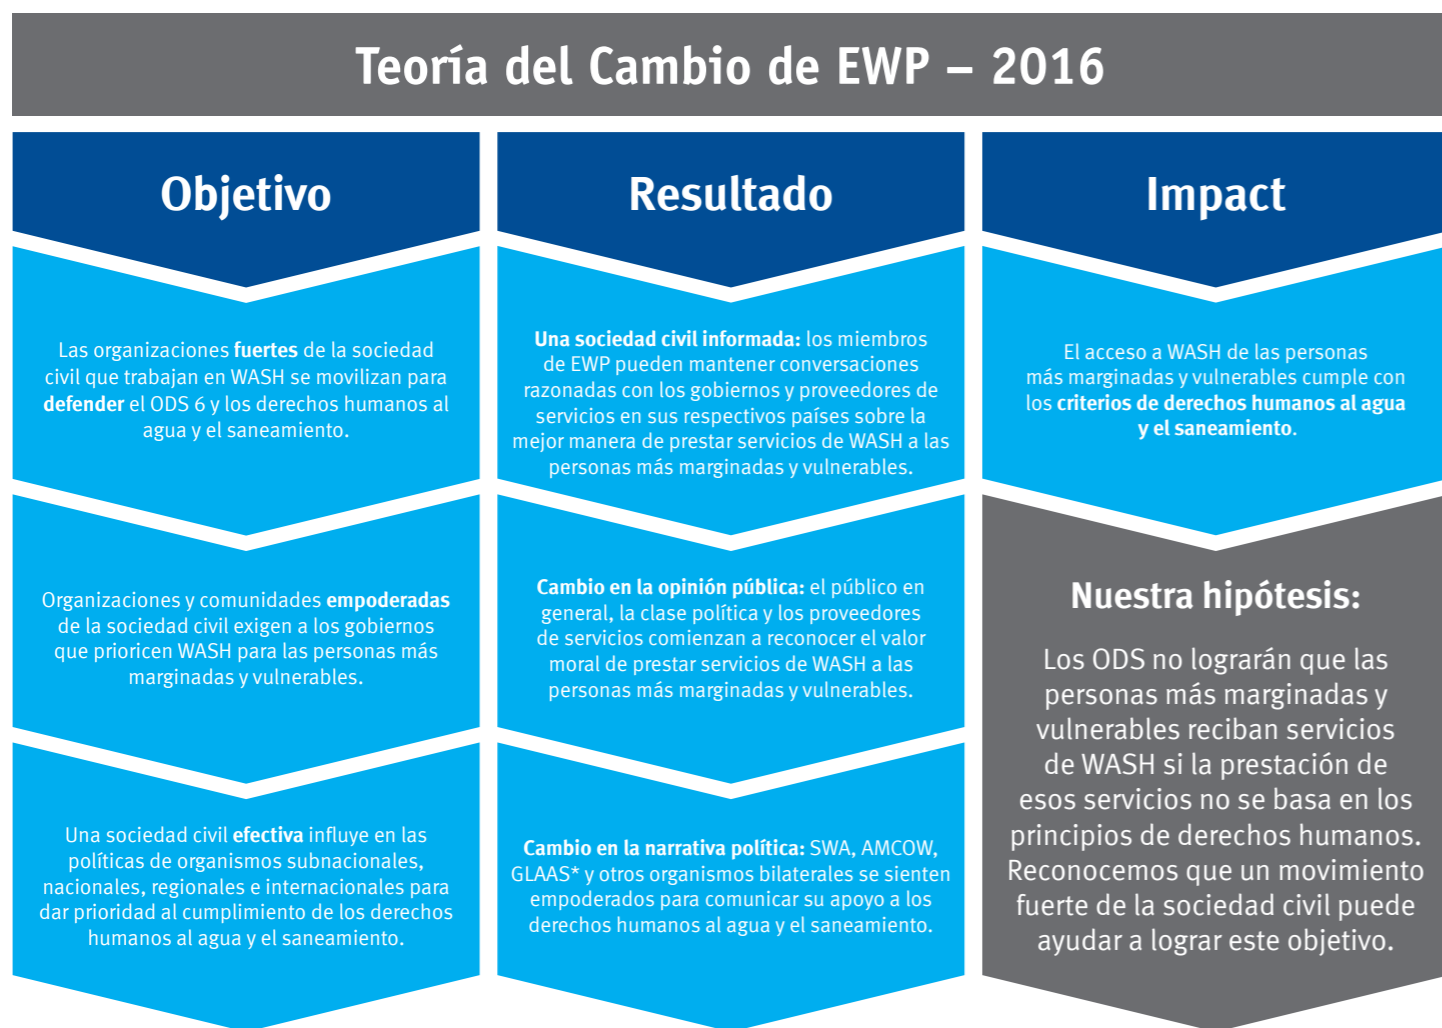 Teoría del Cambio de EWP – 2016
Objetivo
Las organizaciones fuertes de la sociedad
civil que trabajan en WASH se movilizan para
defender el ODS 6 y los derechos humanos al
agua y el saneamiento.
Organizaciones y comunidades empoderadas
de la sociedad civil exigen a los gobiernos
que prioricen WASH para las personas más
marginadas y vulnerables.
Una sociedad civil efectiva influye en las
políticas de organismos subnacionales,
nacionales, regionales e internacionales para
dar prioridad al cumplimiento de los derechos
humanos al agua y el saneamiento.
Resultado
Una sociedad civil informada: los miembros
de EWP pueden mantener conversaciones
razonadas con los gobiernos y proveedores de
servicios en sus respectivos países sobre la
mejor manera de prestar servicios de WASH a las
personas más marginadas y vulnerables.
Cambio en la opinión pública: el público en
general, la clase política y los proveedores
de servicios comienzan a reconocer el valor
moral de prestar servicios de WASH a las
personas más marginadas y vulnerables.
Cambio en la narrativa política: SWA, AMCOW,
GLAAS* y otros organismos bilaterales se sienten
empoderados para comunicar su apoyo a los
derechos humanos al agua y el saneamiento.
Impact
El acceso a WASH de las personas
más marginadas y vulnerables cumple con
los criterios de derechos humanos al agua
y el saneamiento.
Nuestra hipótesis:
Los ODS no lograrán que las
personas más marginadas y
vulnerables reciban servicios
de WASH si la prestación de
esos servicios no se basa en los
principios de derechos humanos.
Reconocemos que un movimiento
fuerte de la sociedad civil puede
ayudar a lograr este objetivo.